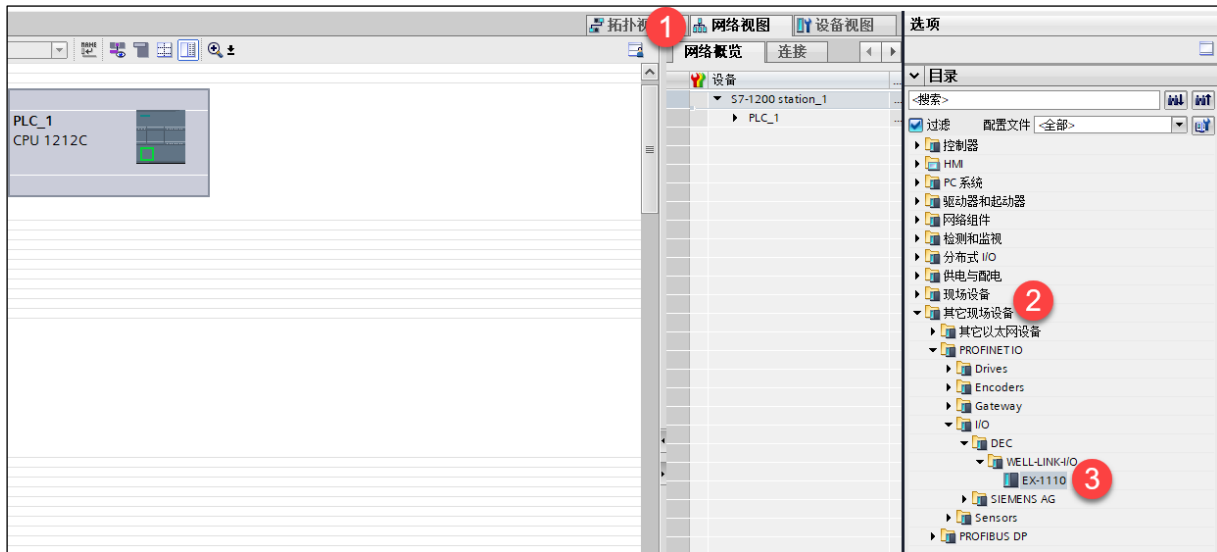 拓扑视
1
网络视图
设备视图
选项
网络概览
连接
设备
...
S7-1200 station_1
...
PLC_1
...
PLC_1
CPU 1212C
目录
<搜索>
过滤
配置文件
<全部>
控制器
HMI
PC 系统
驱动器和起动器
网络组件
检测和监视
分布式 I/O
供电与配电
现场设备
2
其它现场设备
其它以太网设备
PROFINET IO
Drives
Encoders
Gateway
I/O
DEC
WELL-LINK-I/O
EX-1110
3
SIEMENS AG
Sensors
PROFIBUS DP